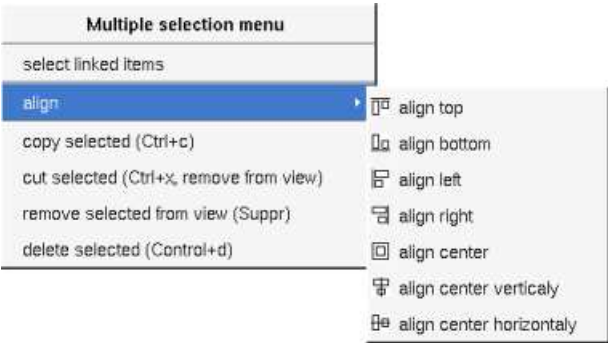 Multiple selection menu
select linked items
align
copy selected (Ctrl+c)
cut selected (Ctrl+x, remove from view)
remove selected from view (Suppr)
delete selected (Control+d)
align top
align bottom
align left
align right
align center
align center verticaly
align center horizontaly